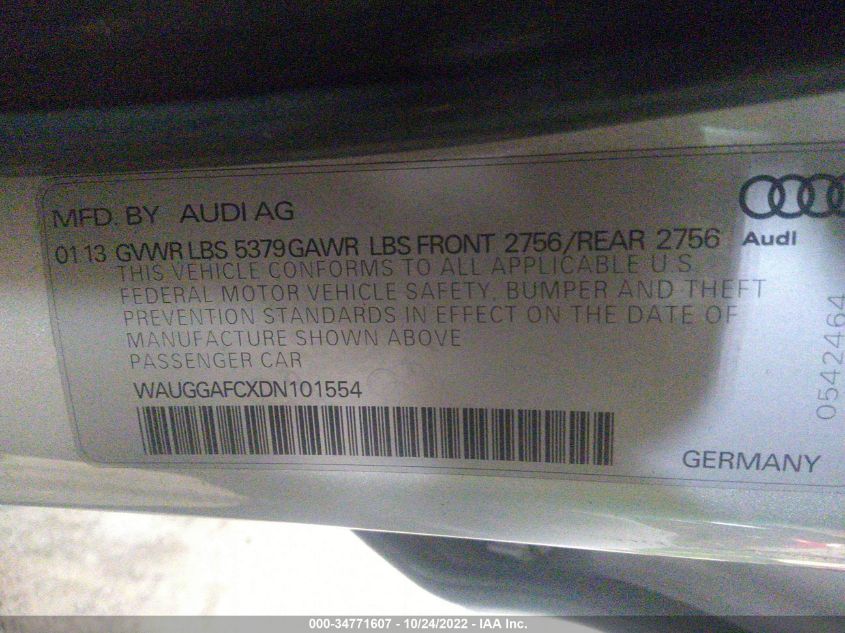 MFD. BY AUDI AG
01.13 GVWR LBS 5379 GAWR LBS FRONT 2756/REAR 2756
Audi
THIS VEHICLE CONFORMS TO ALL APPLICABLE U.S.
FEDERAL MOTOR VEHICLE SAFETY, BUMPER AND THEFT
PREVENTION STANDARDS IN EFFECT ON THE DATE OF
MANUFACTURE SHOWN ABOVE
PASSENGER CAR
WAUGGAFCXDN101554
GERMANY
0542464
000-34771607 - 10/24/2022 - IAA Inc.